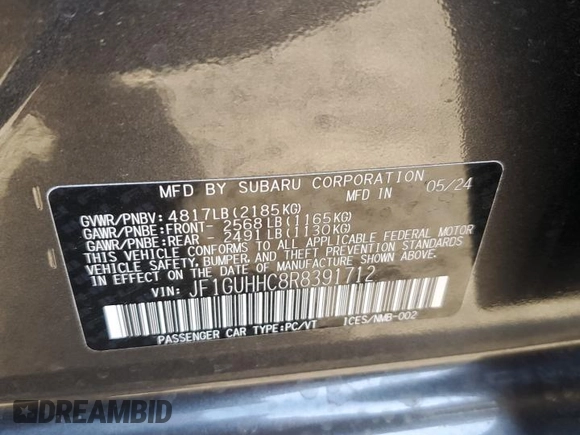 MFD BY SUBARU CORPORATION
MFD IN 05/24
GVWR/PNBV: 4817LB(2185KG)
GAWR/PNBE:FRONT- 2568LB(1165KG)
GAWR/PNBE:REAR - 2491LB(1130KG)
THIS VEHICLE CONFORMS TO ALL APPLICABLE FEDERAL MOTOR
VEHICLE SAFETY, BUMPER, AND THEFT PREVENTION STANDARDS
IN EFFECT ON THE DATE OF MANUFACTURE SHOWN ABOVE.
VIN: JF1GUHHC8R8391712
PASSENGER CAR TYPE:PC/VT ICES/NMB-002
DREAMBID